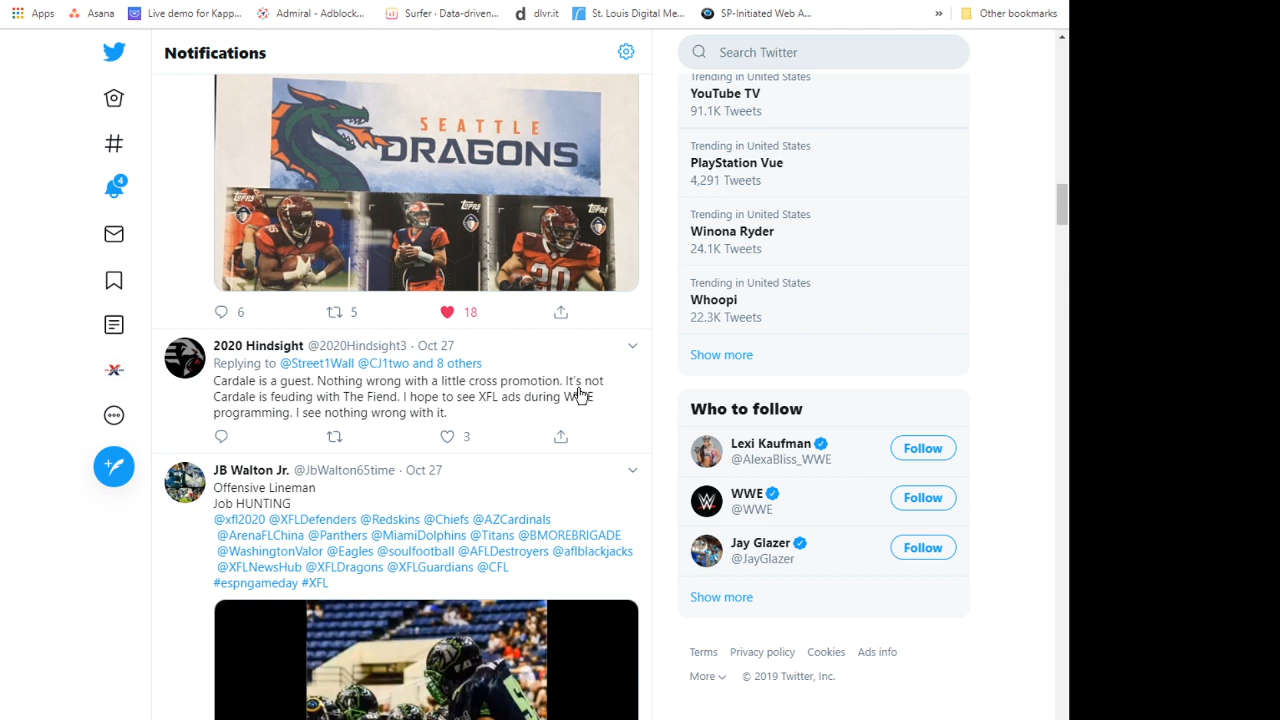 Apps Asana Live demo for Kapp... Admiral - Adblock... Surfer - Data-driven... dlvr.it St. Louis Digital Me... SP-Initiated Web A... » Other bookmarks
Notifications
Search Twitter
4
SEATTLE
DRAGONS
TOPPS TOPPS TOPPS
20
6 5 18
2020 Hindsight @2020Hindsight3 · Oct 27
Replying to @Street1Wall @CJ1two and 8 others
Cardale is a guest. Nothing wrong with a little cross promotion. It's not
Cardale is feuding with The Fiend. I hope to see XFL ads during WWE
programming. I see nothing wrong with it.
3
JB Walton Jr. @JbWalton65time · Oct 27
Offensive Lineman
Job HUNTING
@xfl2020 @XFLDefenders @Redskins @Chiefs @AZCardinals
@ArenaFLChina @Panthers @MiamiDolphins @Titans @BMOREBRIGADE
@WashingtonValor @Eagles @soulfootball @AFLDestroyers @aflblackjacks
@XFLNewsHub @XFLDragons @XFLGuardians @CFL
#espngameday #XFL
Trending in United States
YouTube TV
91.1K Tweets
Trending in United States
PlayStation Vue
4,291 Tweets
Trending in United States
Winona Ryder
24.1K Tweets
Trending in United States
Whoopi
22.3K Tweets
Show more
Who to follow
Lexi Kaufman
@AlexaBliss_WWE
Follow
WWE
@WWE
Follow
Jay Glazer
@JayGlazer
Follow
Show more
Terms Privacy policy Cookies Ads info
More © 2019 Twitter, Inc.